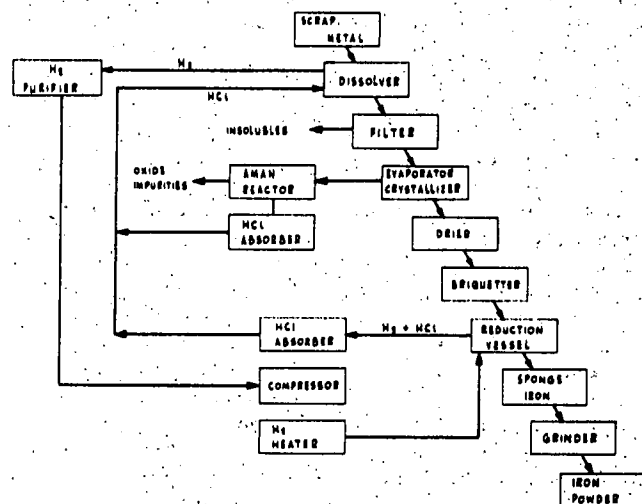 SCRAP
METAL
H2
PURIFIER
H2
DISSOLVER
HCl
INSOLUBLES
FILTER
OXIDE
IMPURITIES
AMAN
REACTOR
EVAPORATOR
CRYSTALLIZER
HCl
ABSORBER
DRIER
BRIQUETTER
HCl
ABSORBER
H2 + HCl
REDUCTION
VESSEL
COMPRESSOR
SPONGE
IRON
H2
HEATER
GRINDER
IRON
POWDER